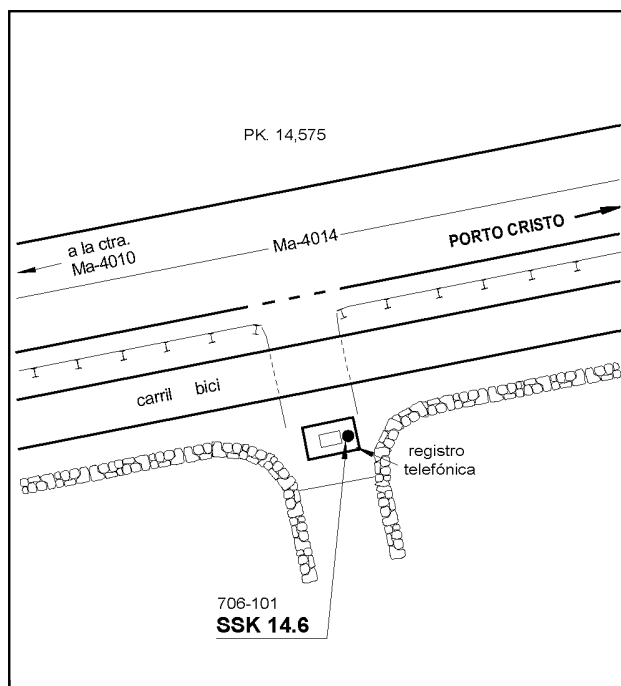 PK. 14,575
a la ctra.
Ma-4010
Ma-4014
PORTO CRISTO
carril bici
registro
telefónica
706-101
SSK 14.6